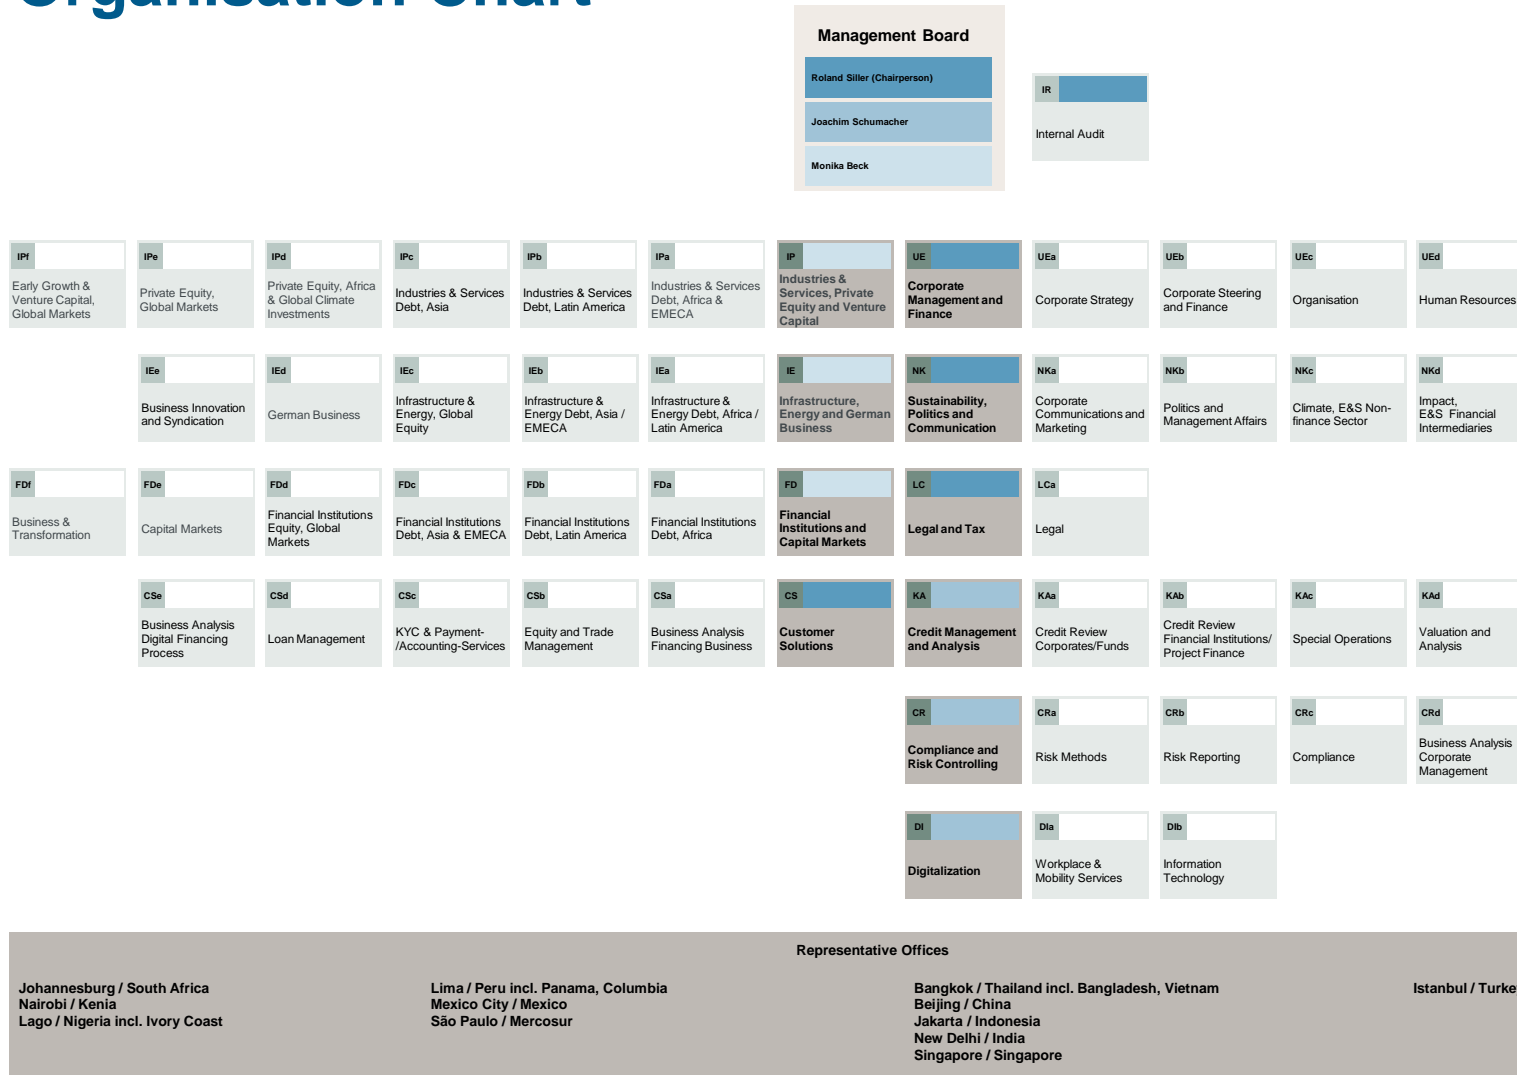 Organisation Chart
Management Board
Roland Siller (Chairperson)
Joachim Schumacher
Monika Beck
IR
Internal Audit
IPf
Early Growth &
Venture Capital,
Global Markets
IPe
Private Equity,
Global Markets
IPd
Private Equity, Africa
& Global Climate
Investments
IPc
Industries & Services
Debt, Asia
IPb
Industries & Services
Debt, Latin America
IPa
Industries & Services
Debt, Africa &
EMECA
IP
Industries &
Services, Private
Equity and Venture
Capital
UE
Corporate
Management and
Finance
UEa
Corporate Strategy
UEb
Corporate Steering
and Finance
UEc
Organisation
UEd
Human Resources
IEe
Business Innovation
and Syndication
IEd
German Business
IEc
Infrastructure &
Energy, Global
Equity
IEb
Infrastructure &
Energy Debt, Asia /
EMECA
IEa
Infrastructure &
Energy Debt, Africa /
Latin America
IE
Infrastructure,
Energy and German
Business
NK
Sustainability,
Politics and
Communication
NKa
Corporate
Communications and
Marketing
NKb
Politics and
Management Affairs
NKc
Climate, E&S Non-
finance Sector
NKd
Impact,
E&S Financial
Intermediaries
FDf
Business &
Transformation
FDe
Capital Markets
FDd
Financial Institutions
Equity, Global
Markets
FDc
Financial Institutions
Debt, Asia & EMECA
FDb
Financial Institutions
Debt, Latin America
FDa
Financial Institutions
Debt, Africa
FD
Financial
Institutions and
Capital Markets
LC
Legal and Tax
LCa
Legal
CSe
Business Analysis
Digital Financing
Process
CSd
Loan Management
CSc
KYC & Payment-
/Accounting-Services
CSb
Equity and Trade
Management
CSa
Business Analysis
Financing Business
CS
Customer
Solutions
KA
Credit Management
and Analysis
KAa
Credit Review
Corporates/Funds
KAb
Credit Review
Financial Institutions/
Project Finance
KAc
Special Operations
KAd
Valuation and
Analysis
CR
Compliance and
Risk Controlling
CRa
Risk Methods
CRb
Risk Reporting
CRc
Compliance
CRd
Business Analysis
Corporate
Management
DI
Digitalization
DIa
Workplace &
Mobility Services
DIb
Information
Technology
Representative Offices
Johannesburg / South Africa
Nairobi / Kenia
Lago / Nigeria incl. Ivory Coast
Lima / Peru incl. Panama, Columbia
Mexico City / Mexico
São Paulo / Mercosur
Bangkok / Thailand incl. Bangladesh, Vietnam
Beijing / China
Jakarta / Indonesia
New Delhi / India
Singapore / Singapore
Istanbul / Turke